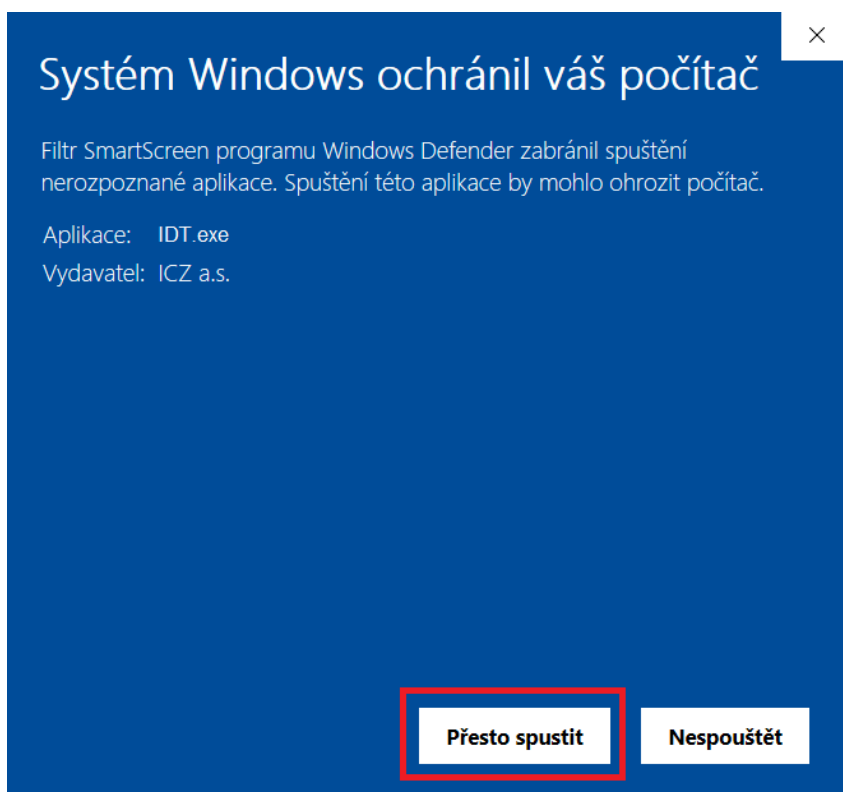 Systém Windows ochránil váš počítač
Filtr SmartScreen programu Windows Defender zabránil spuštění
nerozpoznané aplikace. Spuštění této aplikace by mohlo ohrozit počítač.
Aplikace: IDT.exe
Vydavatel: ICZ a.s.
Přesto spustit Nespouštět